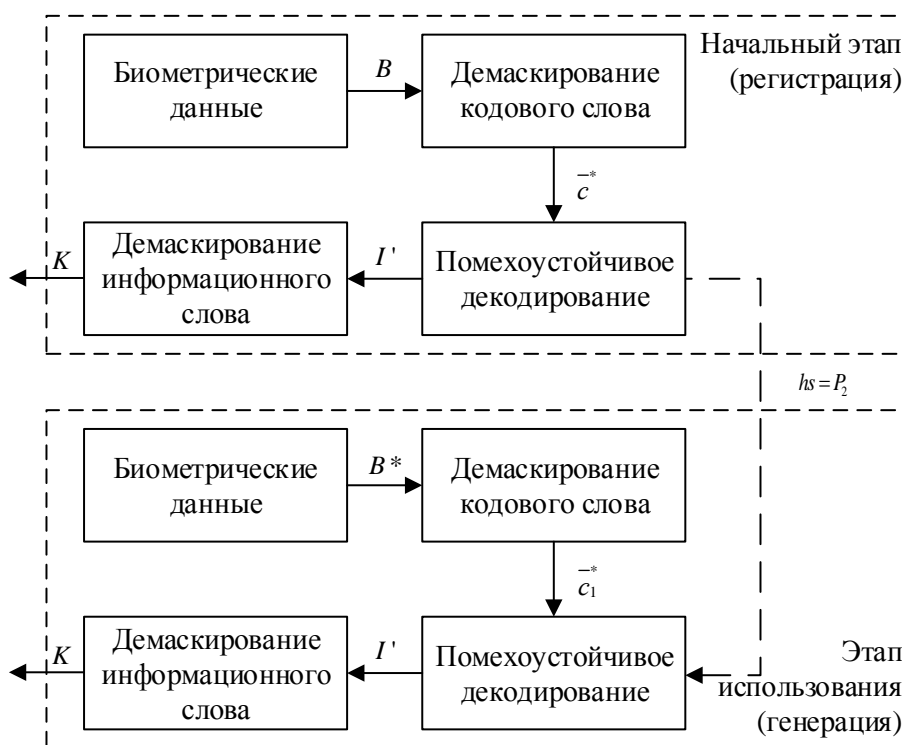 Начальный этап
(регистрация)
Биометрические
данные
B
Демаскирование
кодового слова
c̅*
K
Демаскирование
информационного
слова
I'
Помехоустойчивое
декодирование
hs = P₂
Биометрические
данные
B*
Демаскирование
кодового слова
c̅₁*
K
Демаскирование
информационного
слова
I'
Помехоустойчивое
декодирование
Этап
использования
(генерация)